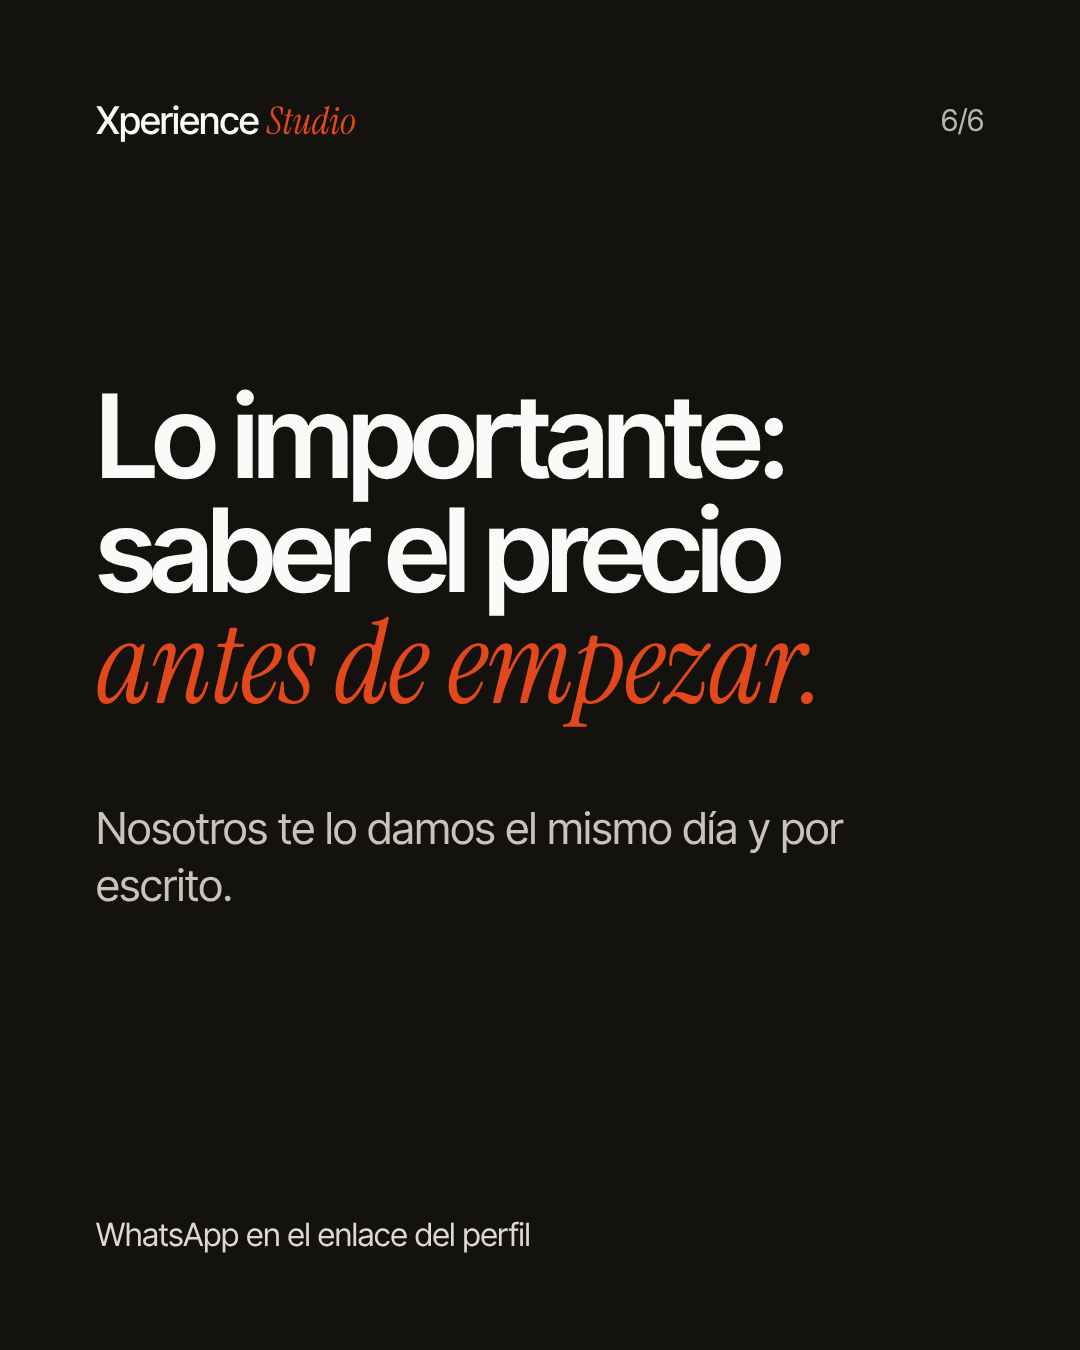 Xperience Studio
6/6
Lo importante:
saber el precio
antes de empezar.
Nosotros te lo damos el mismo día y por
escrito.
WhatsApp en el enlace del perfil